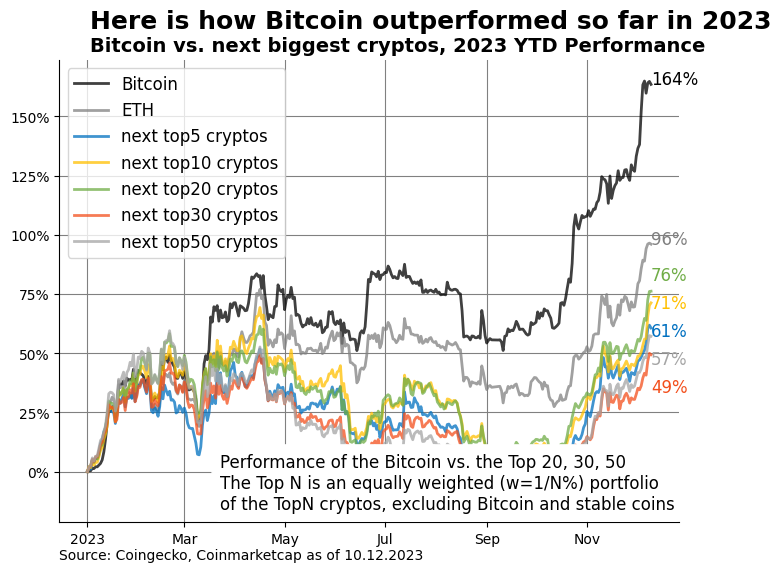 Here is how Bitcoin outperformed so far in 2023
Bitcoin vs. next biggest cryptos, 2023 YTD Performance
Bitcoin
ETH
next top5 cryptos
next top10 cryptos
next top20 cryptos
next top30 cryptos
next top50 cryptos
150%
125%
100%
75%
50%
25%
0%
164%
96%
76%
71%
61%
57%
49%
Performance of the Bitcoin vs. the Top 20, 30, 50
The Top N is an equally weighted (w=1/N%) portfolio
of the TopN cryptos, excluding Bitcoin and stable coins
2023 Mar May Jul Sep Nov
Source: Coingecko, Coinmarketcap as of 10.12.2023